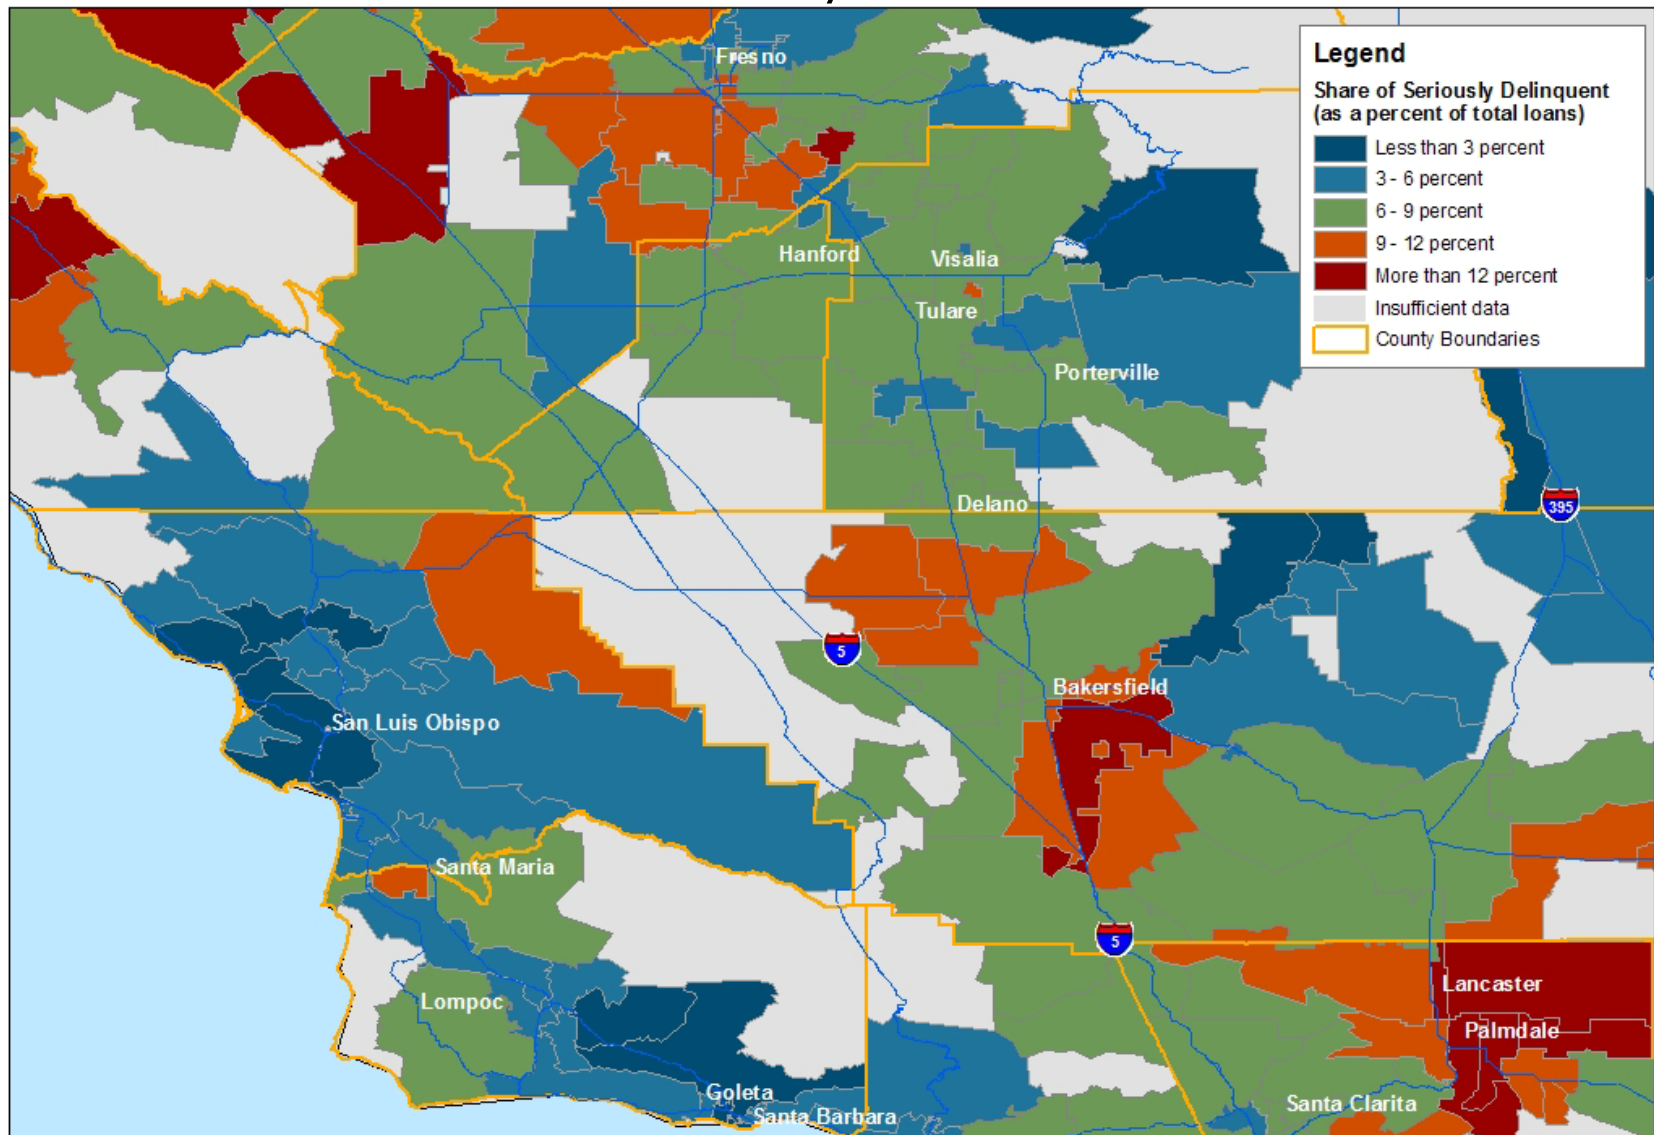 Fresno
Legend
Share of Seriously Delinquent
(as a percent of total loans)
Less than 3 percent
3 - 6 percent
6 - 9 percent
9 - 12 percent
More than 12 percent
Insufficient data
County Boundaries
Hanford
Visalia
Tulare
Porterville
Delano
395
5
Bakersfield
San Luis Obispo
Santa Maria
5
Lancaster
Lompoc
Palmdale
Goleta
Santa Clarita
Santa Barbara